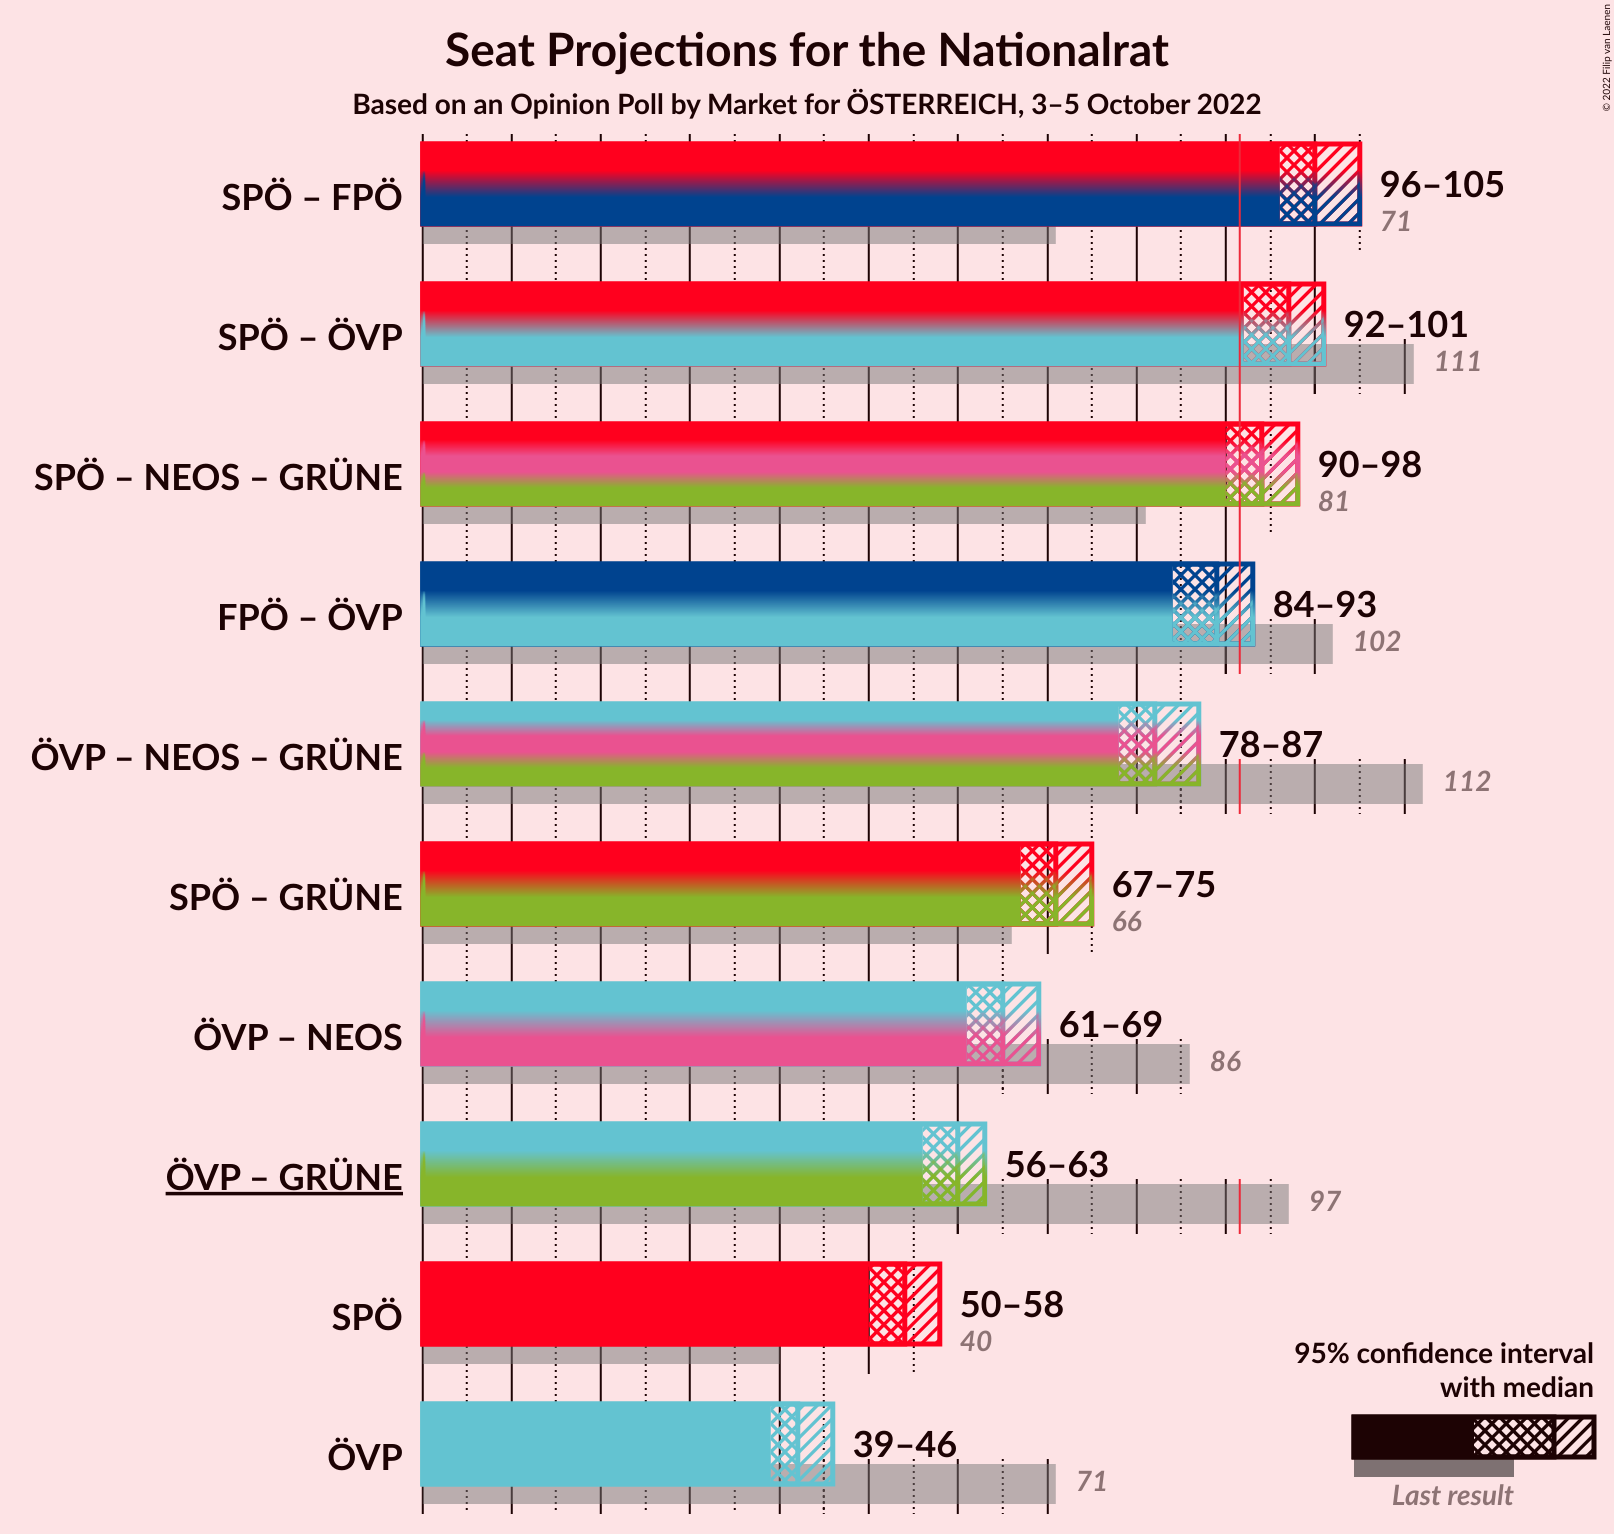 Seat Projections for the Nationalrat
Based on an Opinion Poll by Market for ÖSTERREICH, 3–5 October 2022
© 2022 Filip van Laenen
SPÖ – FPÖ
96–105
71
SPÖ – ÖVP
92–101
111
SPÖ – NEOS – GRÜNE
90–98
81
FPÖ – ÖVP
84–93
102
ÖVP – NEOS – GRÜNE
78–87
112
SPÖ – GRÜNE
67–75
66
ÖVP – NEOS
61–69
86
ÖVP – GRÜNE
56–63
97
SPÖ
50–58
40
ÖVP
39–46
71
95% confidence interval
with median
Last result